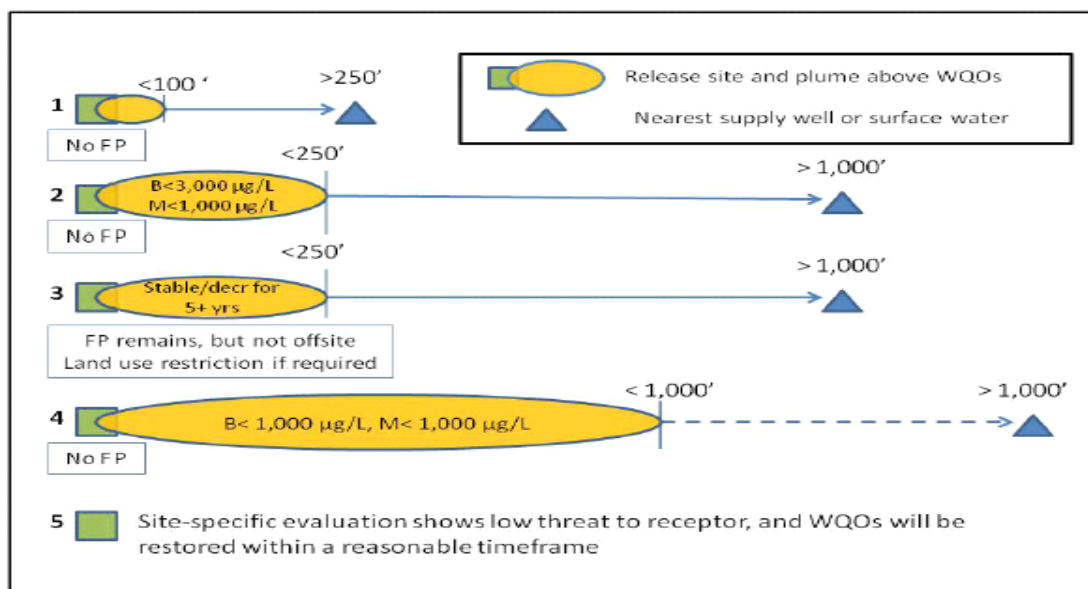 <100 ‘
>250’
1
No FP
Release site and plume above WQOs
Nearest supply well or surface water
<250’
>1,000’
2
B<3,000 µg/L
M<1,000 µg/L
No FP
<250’
>1,000’
3
Stable/decr for
5+ yrs
FP remains, but not offsite
Land use restriction if required
<1,000’
>1,000’
4
B< 1,000 µg/L, M< 1,000 µg/L
No FP
5 Site-specific evaluation shows low threat to receptor, and WQOs will be
restored within a reasonable timeframe